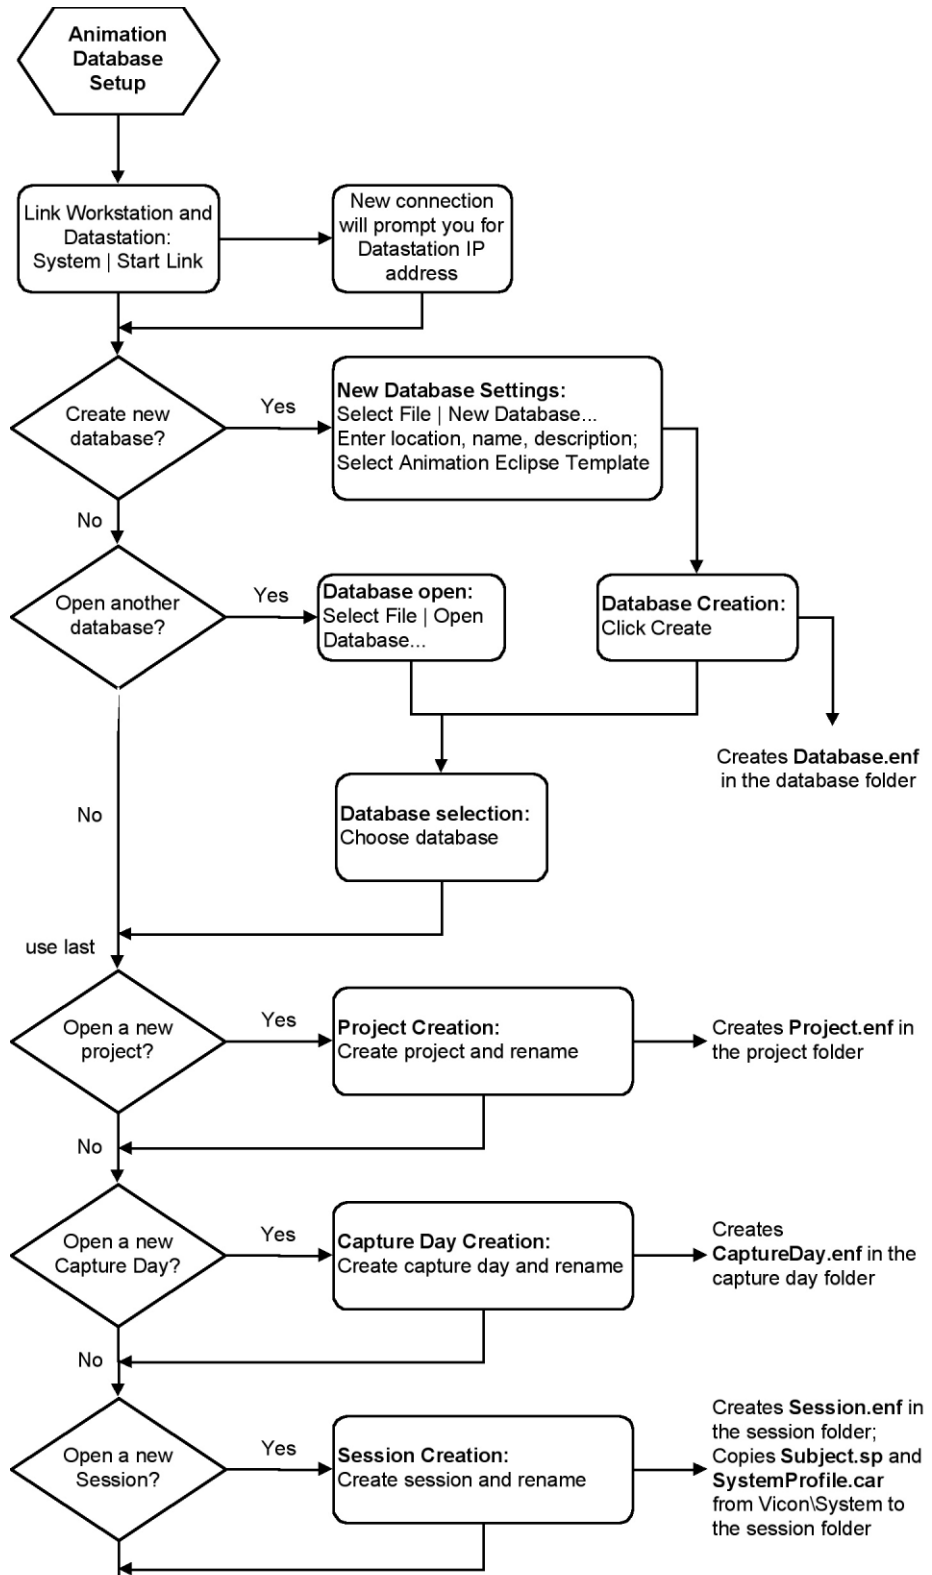 Animation
Database
Setup
Link Workstation and
Datastation:
System | Start Link
New connection
will prompt you for
Datastation IP
address
Create new
database?
Yes
New Database Settings:
Select File | New Database...
Enter location, name, description;
Select Animation Eclipse Template
No
Open another
database?
Yes
Database open:
Select File | Open
Database...
Database Creation:
Click Create
Creates Database.enf
in the database folder
No
Database selection:
Choose database
use last
Open a new
project?
Yes
Project Creation:
Create project and rename
Creates Project.enf in
the project folder
No
Open a new
Capture Day?
Yes
Capture Day Creation:
Create capture day and rename
Creates
CaptureDay.enf in the
capture day folder
No
Open a new
Session?
Yes
Session Creation:
Create session and rename
Creates Session.enf in
the session folder;
Copies Subject.sp and
SystemProfile.car
from Vicon\System to
the session folder